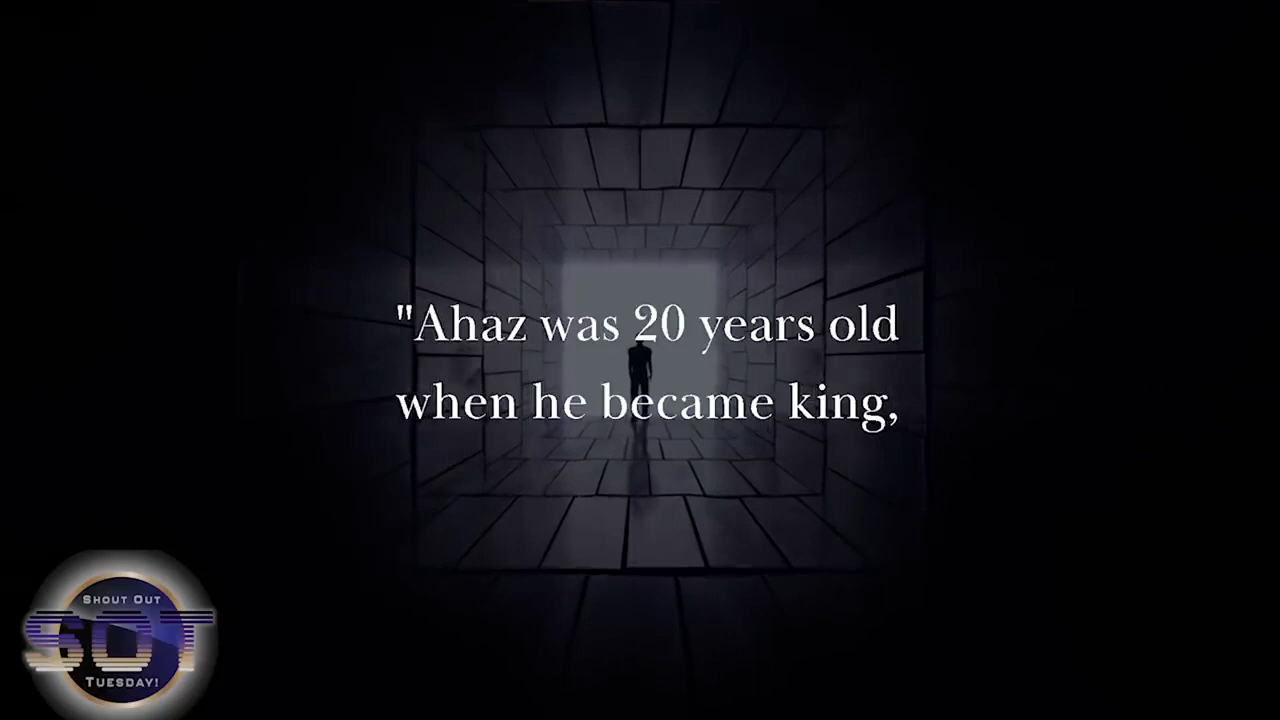 "Ahaz was 20 years old
when he became king,
Shout Out
SOT
Tuesday!